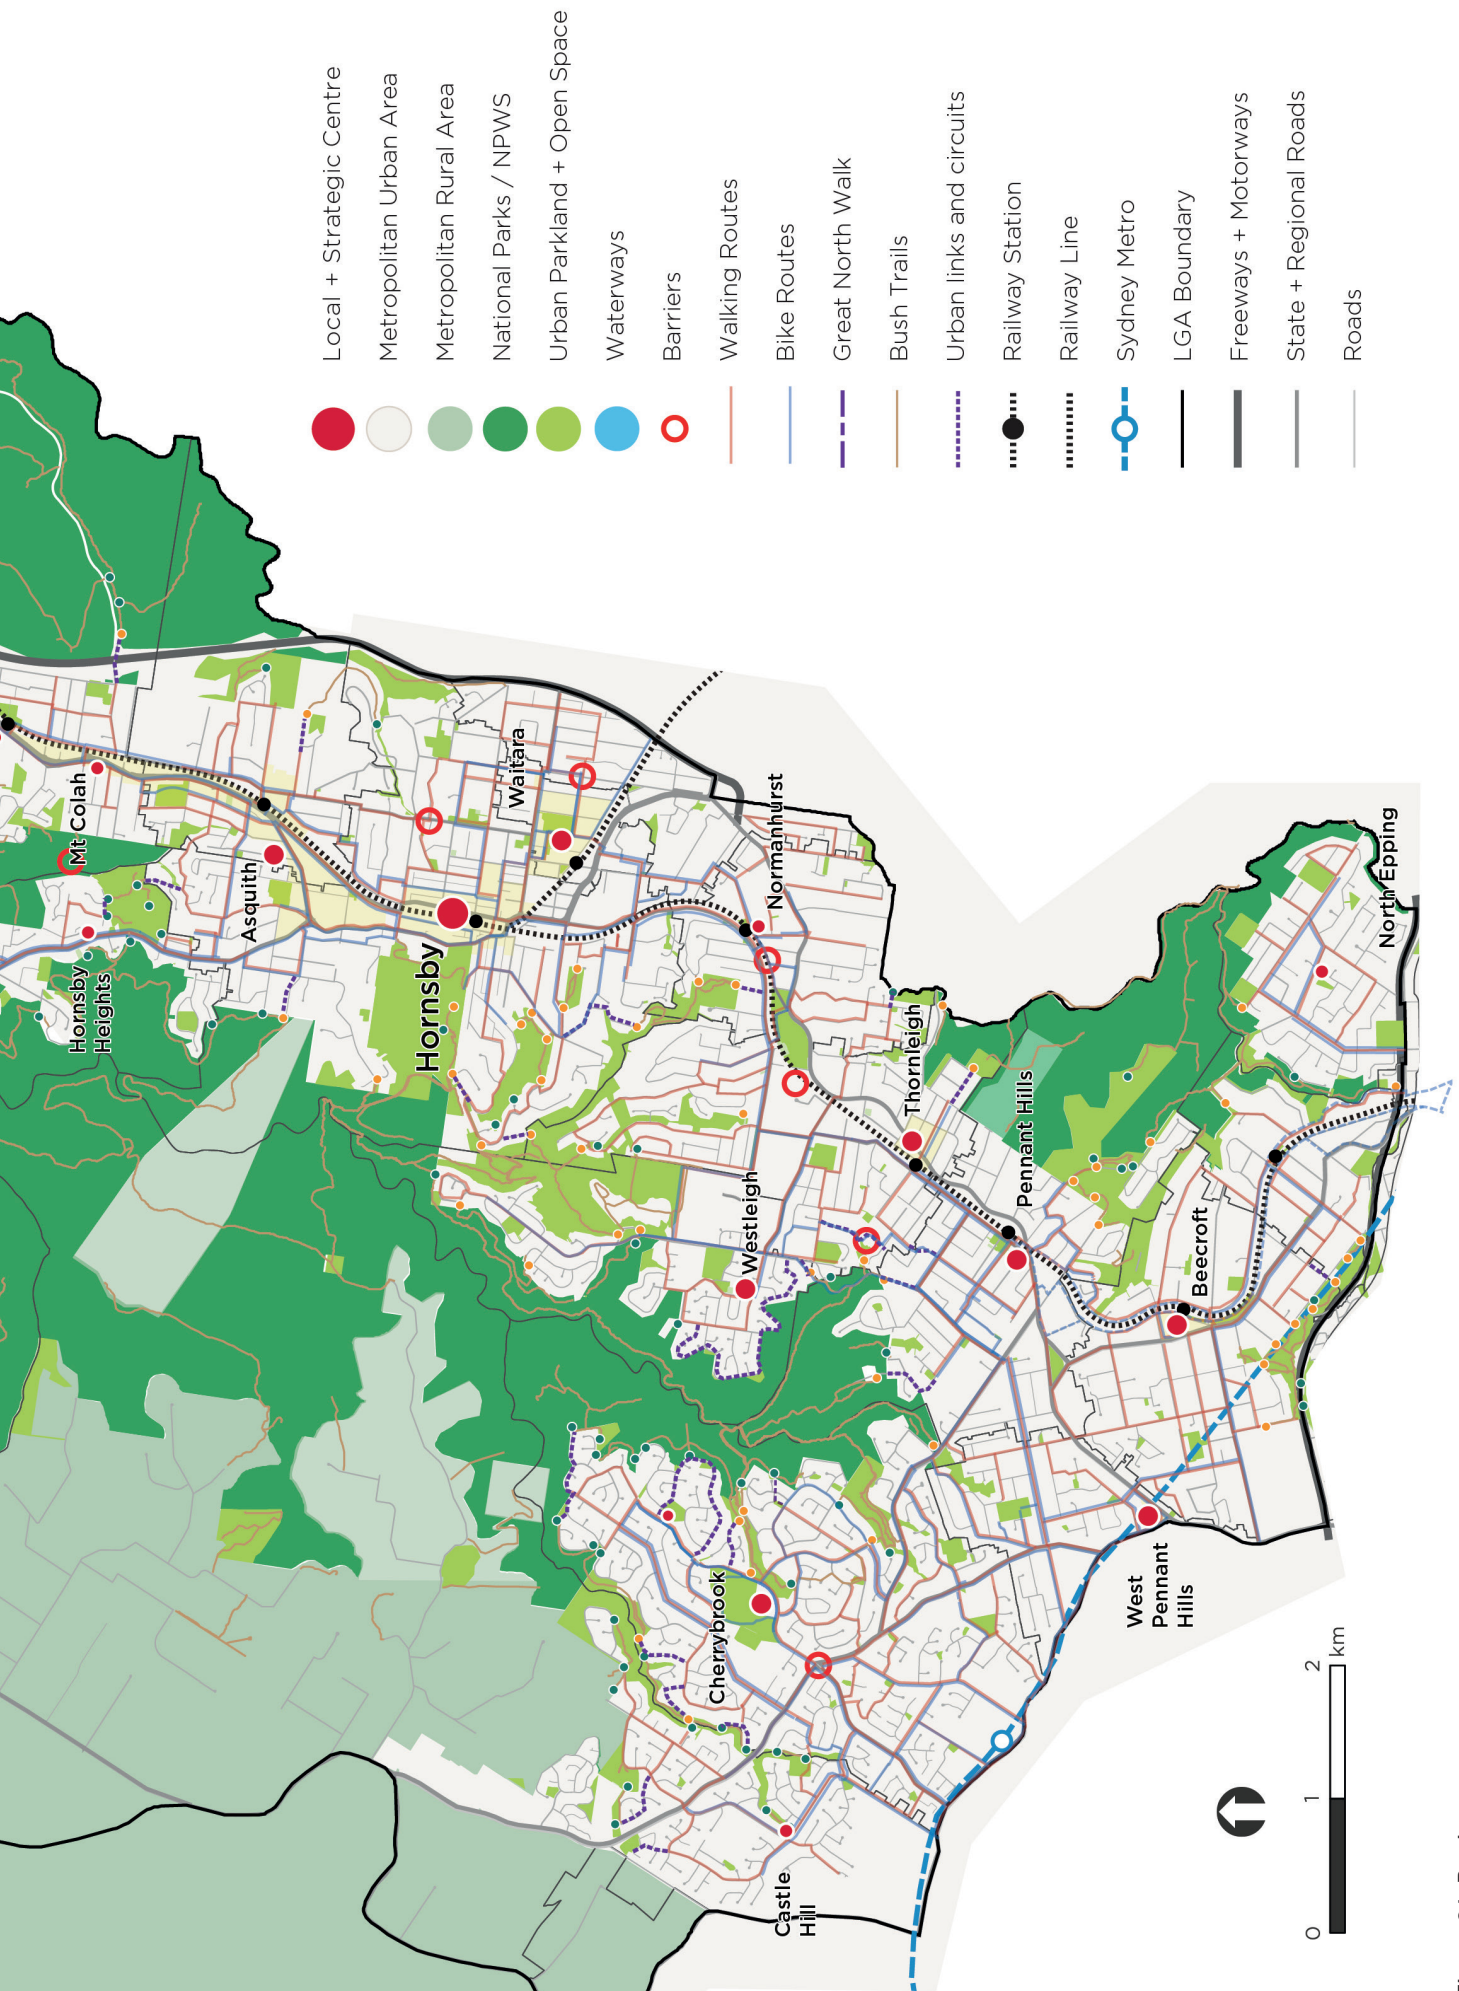 Hornsby
Heights
Mt Colah
Asquith
Hornsby
Waitara
Cherrybrook
Westleigh
Normanhurst
Castle
Hill
Thornleigh
Pennant Hills
West
Pennant
Hills
Beecroft
North Epping
0 1 2
km
Local + Strategic Centre
Metropolitan Urban Area
Metropolitan Rural Area
National Parks / NPWS
Urban Parkland + Open Space
Waterways
Barriers
Walking Routes
Bike Routes
Great North Walk
Bush Trails
Urban links and circuits
Railway Station
Railway Line
Sydney Metro
LGA Boundary
Freeways + Motorways
State + Regional Roads
Roads